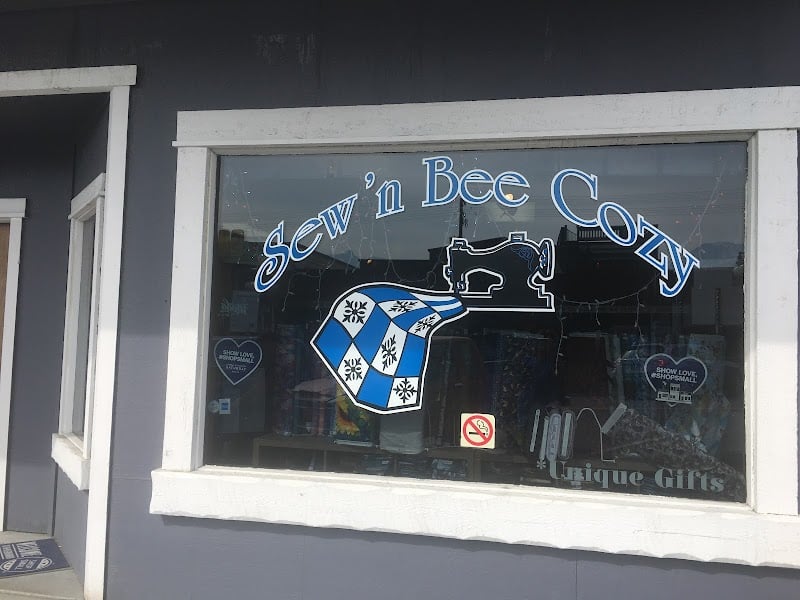 Sew 'n Bee Cozy
SHOW LOVE,
#SHOPSMALL
SHOW LOVE,
#SHOPSMALL
*Unique Gifts